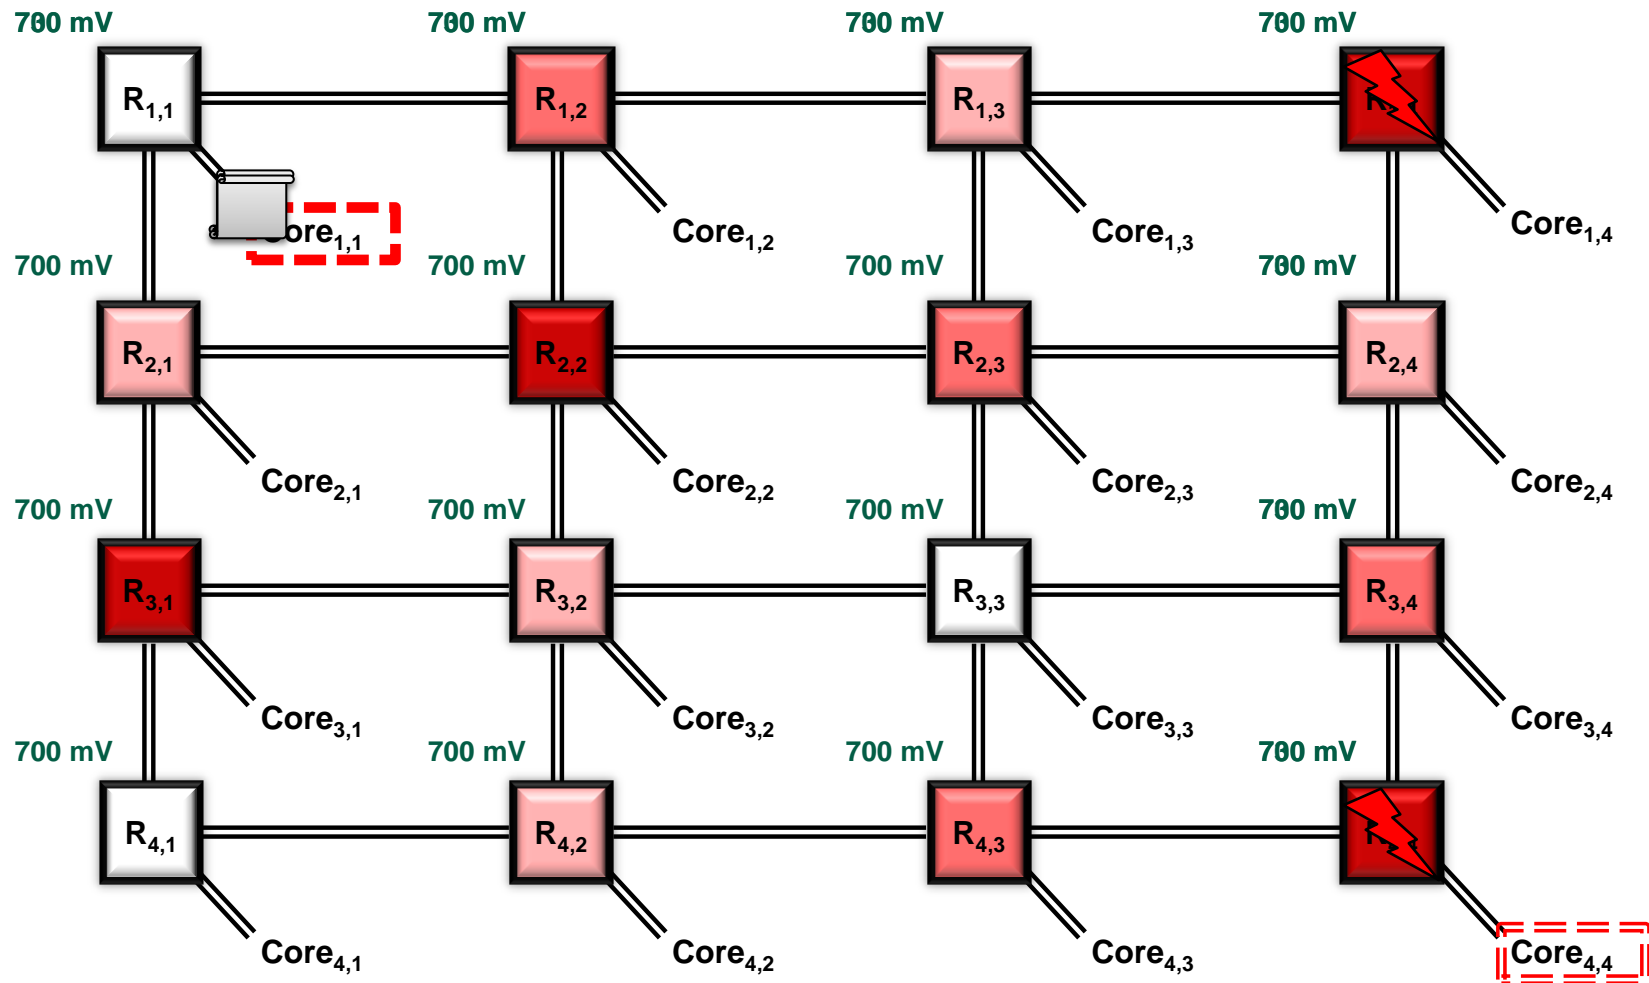 700 mV 700 mV 700 mV 700 mV
R1,1 R1,2 R1,3
Core1,1 Core1,2 Core1,3 Core1,4
700 mV 700 mV 700 mV 700 mV
R2,1 R2,2 R2,3 R2,4
Core2,1 Core2,2 Core2,3 Core2,4
700 mV 700 mV 700 mV 700 mV
R3,1 R3,2 R3,3 R3,4
Core3,1 Core3,2 Core3,3 Core3,4
700 mV 700 mV 700 mV 700 mV
R4,1 R4,2 R4,3
Core4,1 Core4,2 Core4,3 Core4,4